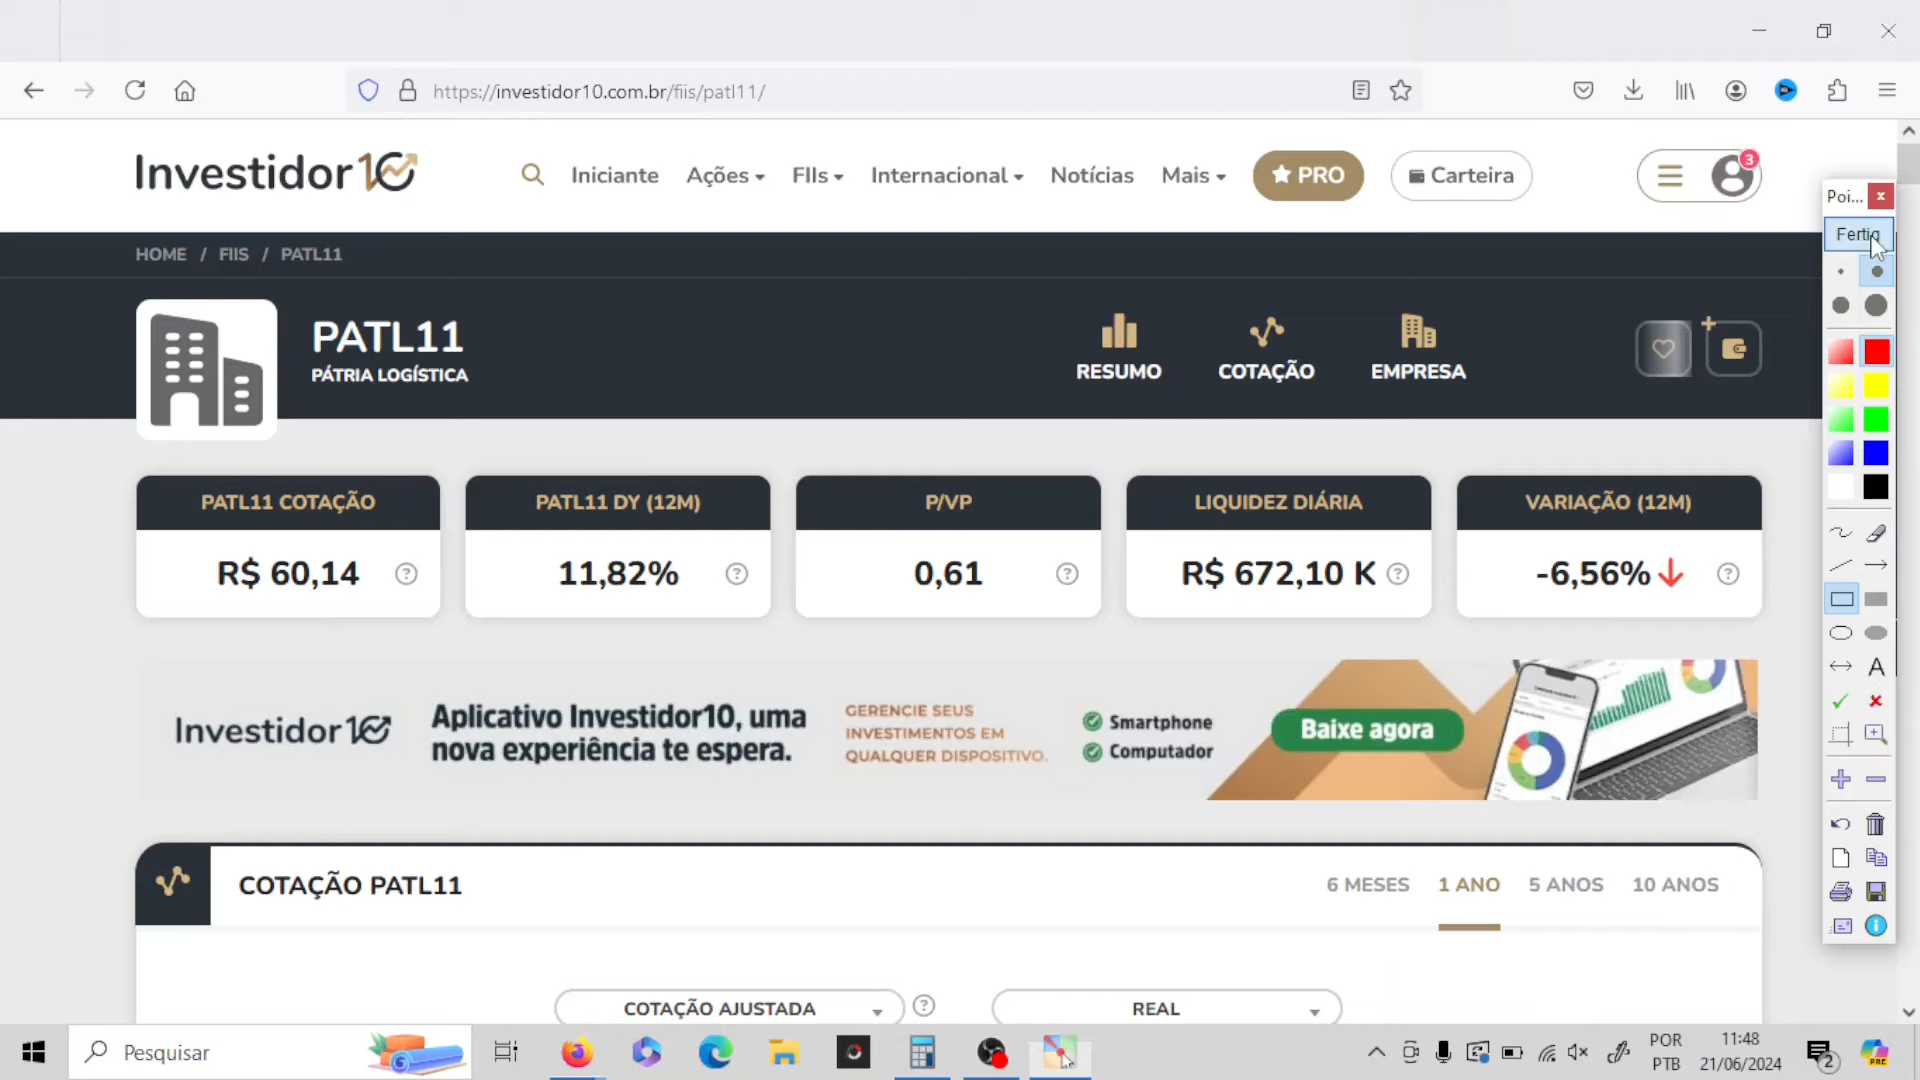 https://investidor10.com.br/fiis/patl11/
Investidor10
Iniciante
Ações
FIIs
Internacional
Notícias
Mais
PRO
Carteira
3
Poi...
Fertig
HOME / FIIS / PATL11
PATL11
PÁTRIA LOGÍSTICA
RESUMO
COTAÇÃO
EMPRESA
PATL11 COTAÇÃO
R$ 60,14
PATL11 DY (12M)
11,82%
P/VP
0,61
LIQUIDEZ DIÁRIA
R$ 672,10 K
VARIAÇÃO (12M)
-6,56%
Investidor10
Aplicativo Investidor10, uma
nova experiência te espera.
GERENCIE SEUS
INVESTIMENTOS EM
QUALQUER DISPOSITIVO.
Smartphone
Computador
Baixe agora
COTAÇÃO PATL11
6 MESES
1 ANO
5 ANOS
10 ANOS
COTAÇÃO AJUSTADA
REAL
Pesquisar
POR
PTB
11:48
21/06/2024
2
PRE